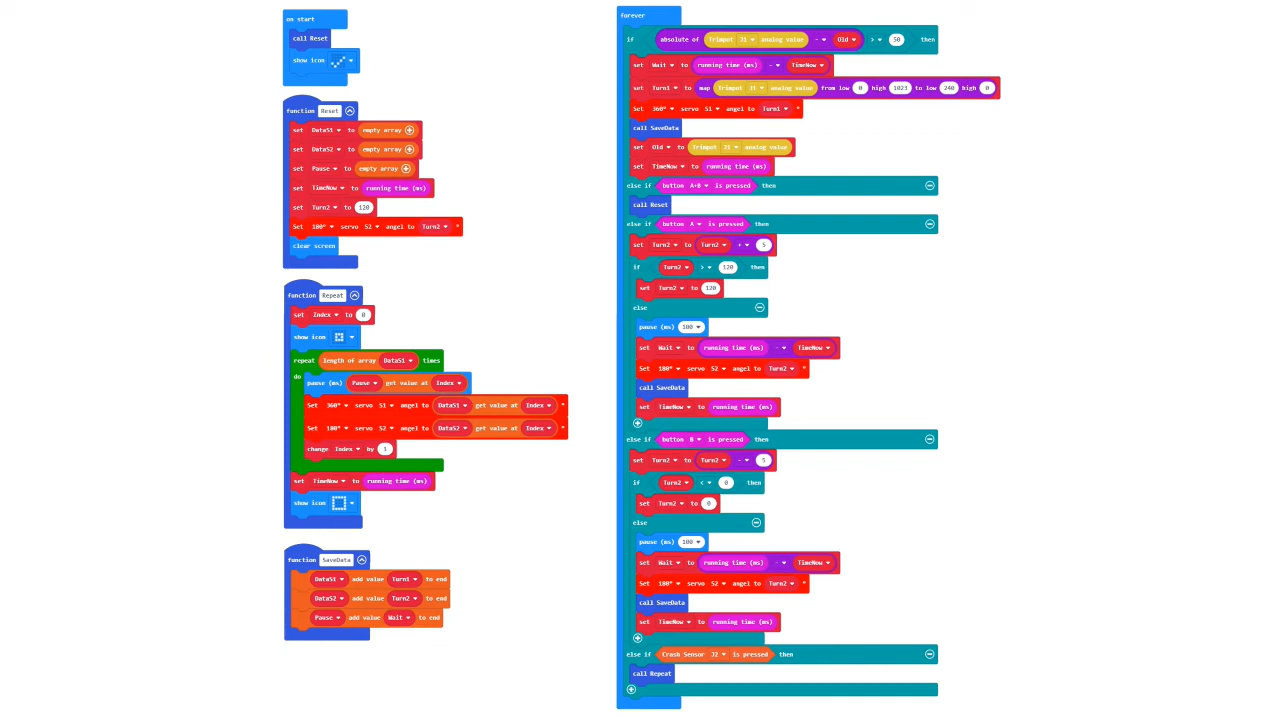 on start
call Reset
show icon
function Reset
set DataS1 to empty array
set DataS2 to empty array
set Pause to empty array
set TimeNow to running time (ms)
set Turn2 to 120
Set 180° servo S2 angel to Turn2 °
clear screen
function Repeat
set Index to 0
show icon
repeat length of array DataS1 times
do
pause (ms) Pause get value at Index
Set 360° servo S1 angel to DataS1 get value at Index °
Set 180° servo S2 angel to DataS2 get value at Index °
change Index by 1
set TimeNow to running time (ms)
show icon
function SaveData
DataS1 add value Turn1 to end
DataS2 add value Turn2 to end
Pause add value Wait to end
forever
if absolute of Trimpot J1 analog value - Old > 50 then
set Wait to running time (ms) - TimeNow
set Turn1 to map Trimpot J1 analog value from low 0 high 1023 to low 240 high 0
Set 360° servo S1 angel to Turn1 °
call SaveData
set Old to Trimpot J1 analog value
set TimeNow to running time (ms)
else if button A+B is pressed then
call Reset
else if button A is pressed then
set Turn2 to Turn2 + 5
if Turn2 > 120 then
set Turn2 to 120
else
pause (ms) 100
set Wait to running time (ms) - TimeNow
Set 180° servo S2 angel to Turn2 °
call SaveData
set TimeNow to running time (ms)
else if button B is pressed then
set Turn2 to Turn2 - 5
if Turn2 < 0 then
set Turn2 to 0
else
pause (ms) 100
set Wait to running time (ms) - TimeNow
Set 180° servo S2 angel to Turn2 °
call SaveData
set TimeNow to running time (ms)
else if Crash Sensor J2 is pressed then
call Repeat